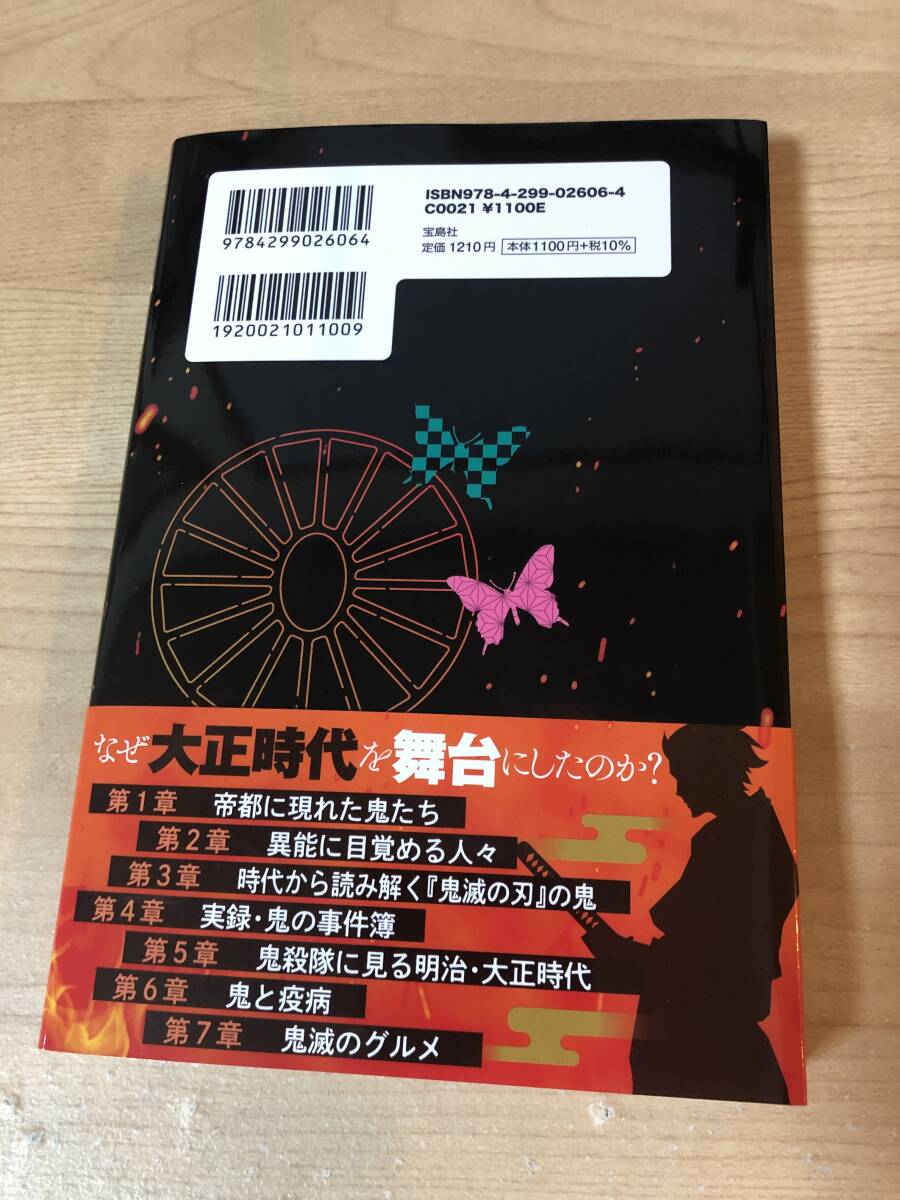 ISBN978-4-299-02606-4
C0021 ¥1100E
宝島社
定価1210円 本体1100円+税10%
9784299026064
1920021011009
なぜ大正時代を舞台にしたのか?
第1章 帝都に現れた鬼たち
第2章 異能に目覚める人々
第3章 時代から読み解く『鬼滅の刃』の鬼
第4章 実録・鬼の事件簿
第5章 鬼殺隊に見る明治・大正時代
第6章 鬼と疫病
第7章 鬼滅のグルメ